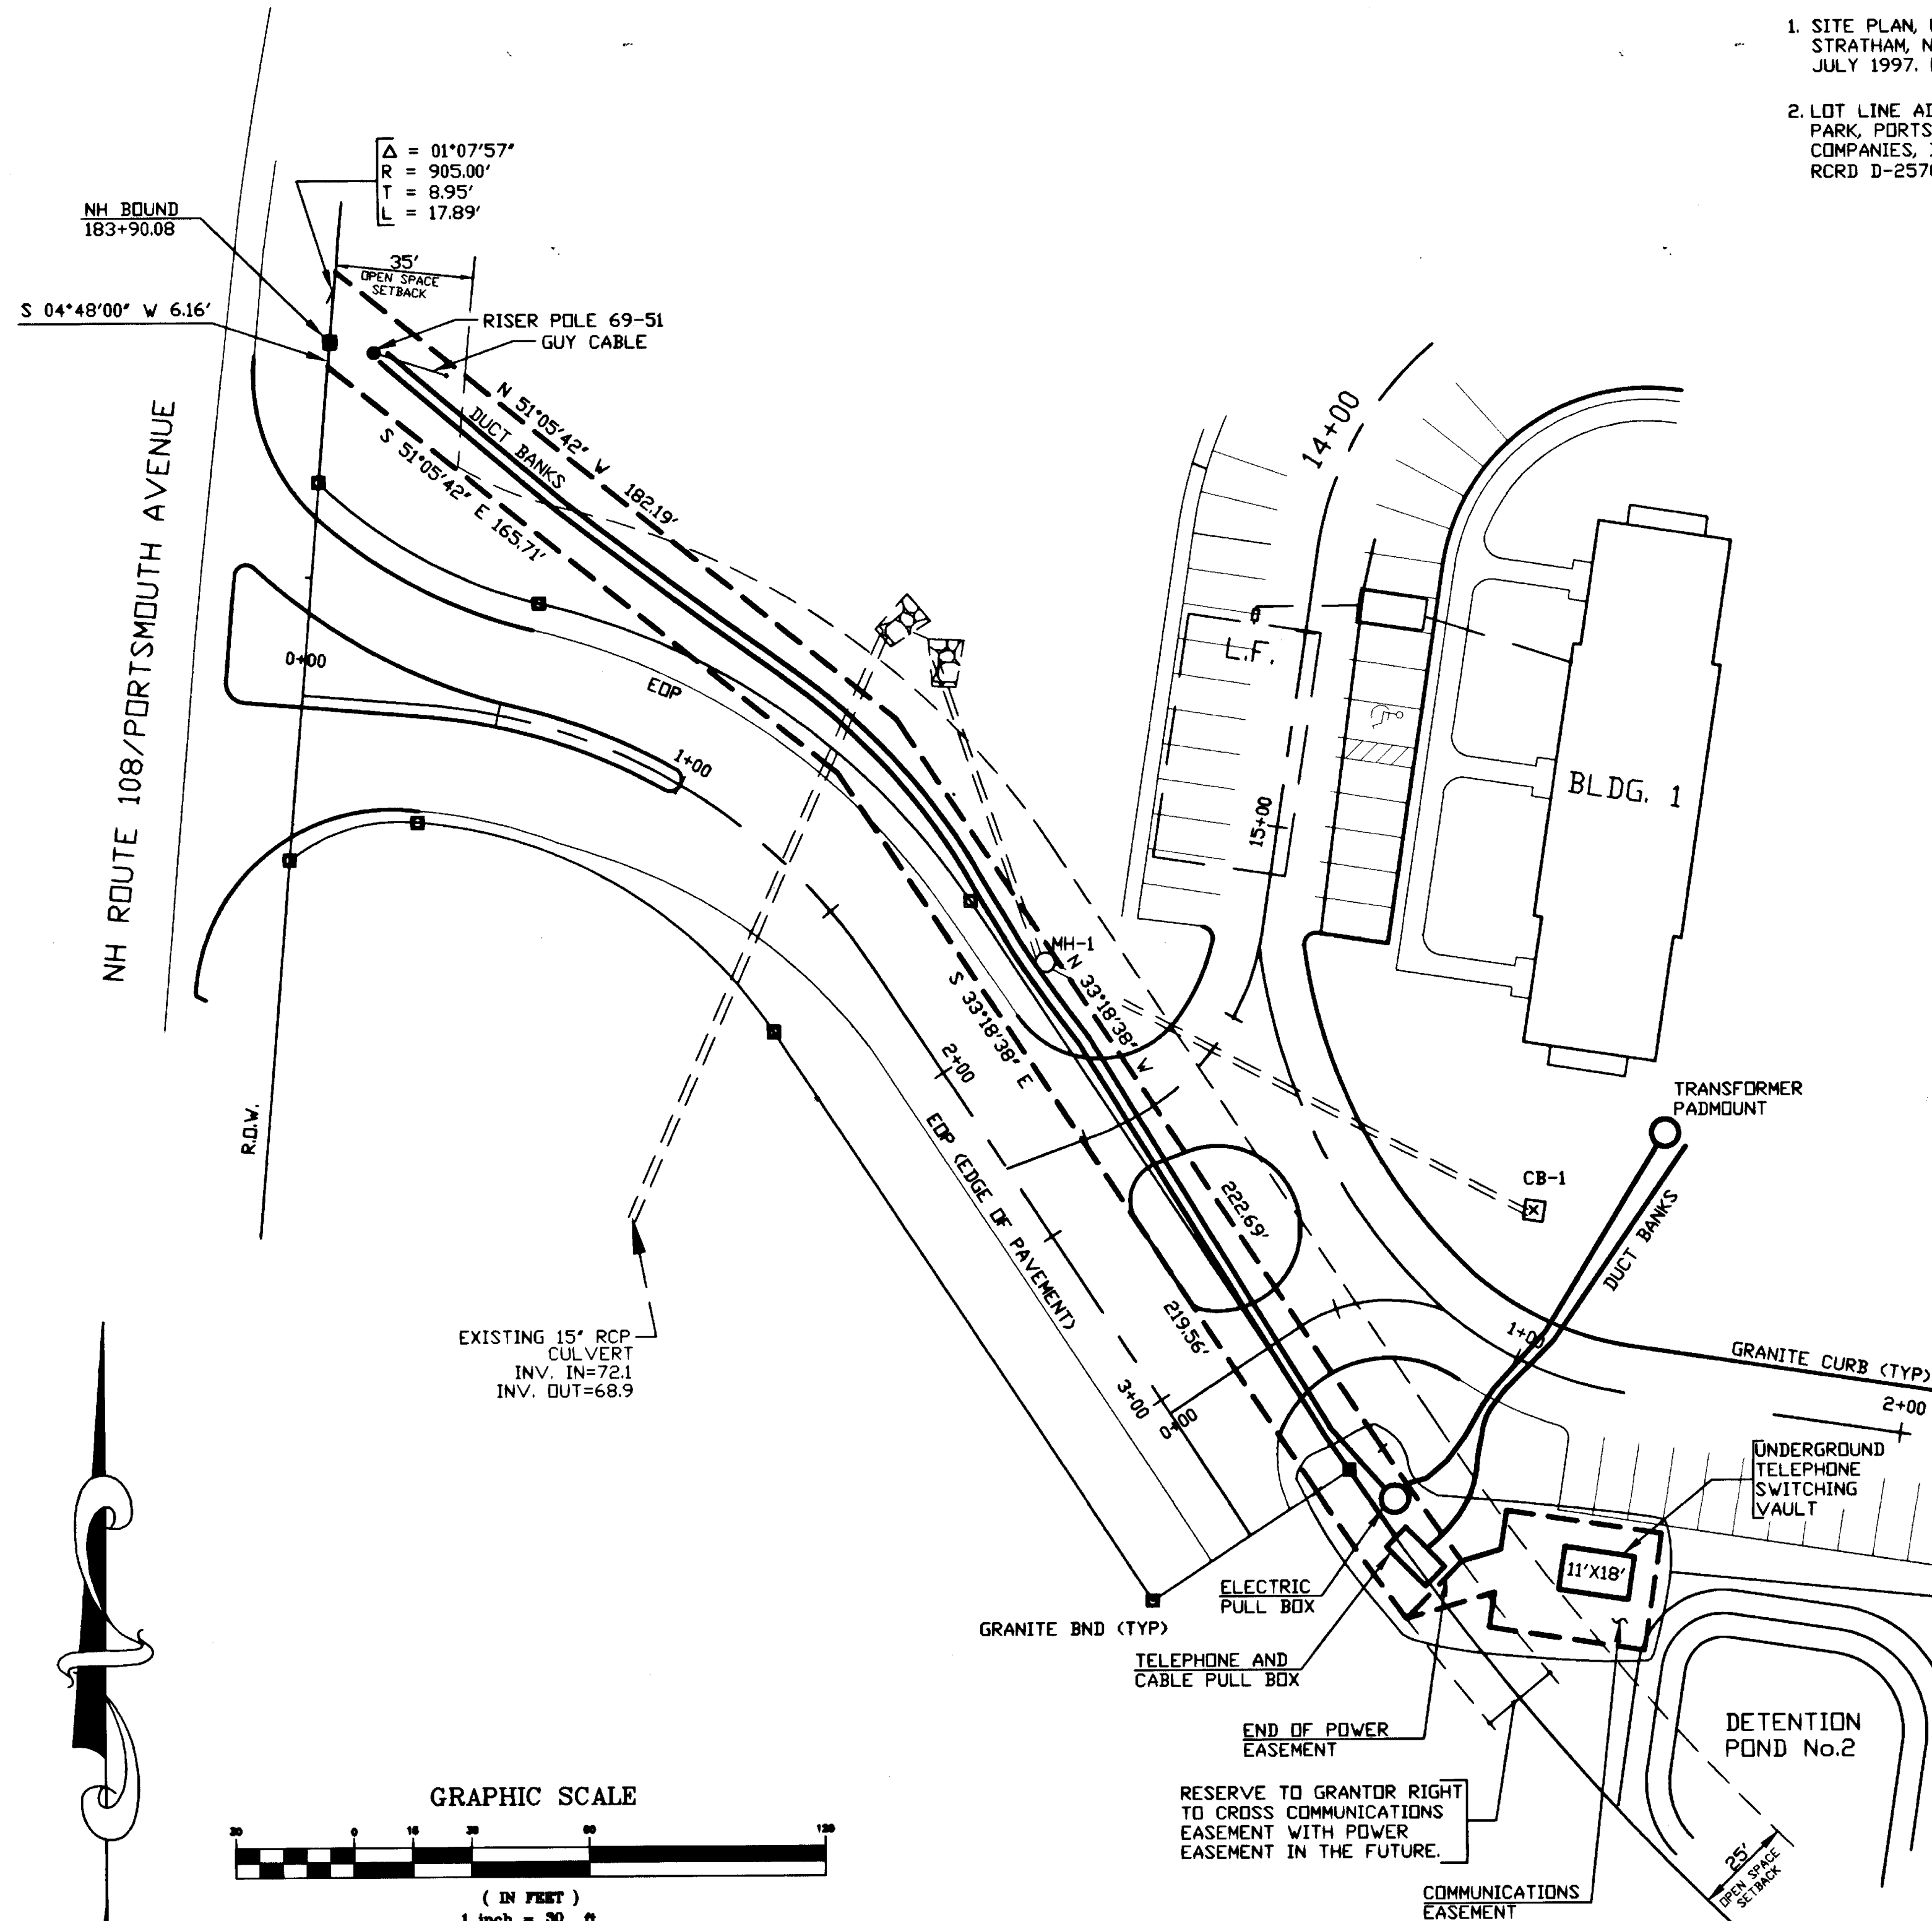 1. SITE PLAN,
STRATHAM, N
JULY 1997.
2. LOT LINE AD
PARK, PORTS
COMPANIES,
RCRD D-257
Δ = 01°07'57"
R = 905.00'
T = 8.95'
L = 17.89'
NH BOUND
183+90.08
35'
OPEN SPACE
SETBACK
S 04°48'00" W 6.16'
RISER POLE 69-51
GUY CABLE
N 51°05'42" W 182.19'
DUCT BANKS
S 51°05'42" E 165.71'
NH ROUTE 108/PORTSMOUTH AVENUE
14+00
L.F.
0+00
EOP
1+00
15+00
BLDG. 1
MH-1
N 33°18'38" W
S 33°18'38" E
2+00
R.O.W.
TRANSFORMER
PADMOUNT
EOP (EDGE OF PAVEMENT)
CB-1
222.69'
DUCT BANKS
219.56'
EXISTING 15" RCP
CULVERT
INV. IN=72.1
INV. OUT=68.9
1+00
GRANITE CURB (TYP)
3+00
0+00
2+00
UNDERGROUND
TELEPHONE
SWITCHING
VAULT
11'X18'
ELECTRIC
PULL BOX
GRANITE BND (TYP)
TELEPHONE AND
CABLE PULL BOX
END OF POWER
EASEMENT
DETENTION
POND No.2
RESERVE TO GRANTOR RIGHT
TO CROSS COMMUNICATIONS
EASEMENT WITH POWER
EASEMENT IN THE FUTURE.
25'
OPEN SPACE
SETBACK
COMMUNICATIONS
EASEMENT
GRAPHIC SCALE
30 0 15 30 60 120
( IN FEET )
1 inch = 30 ft